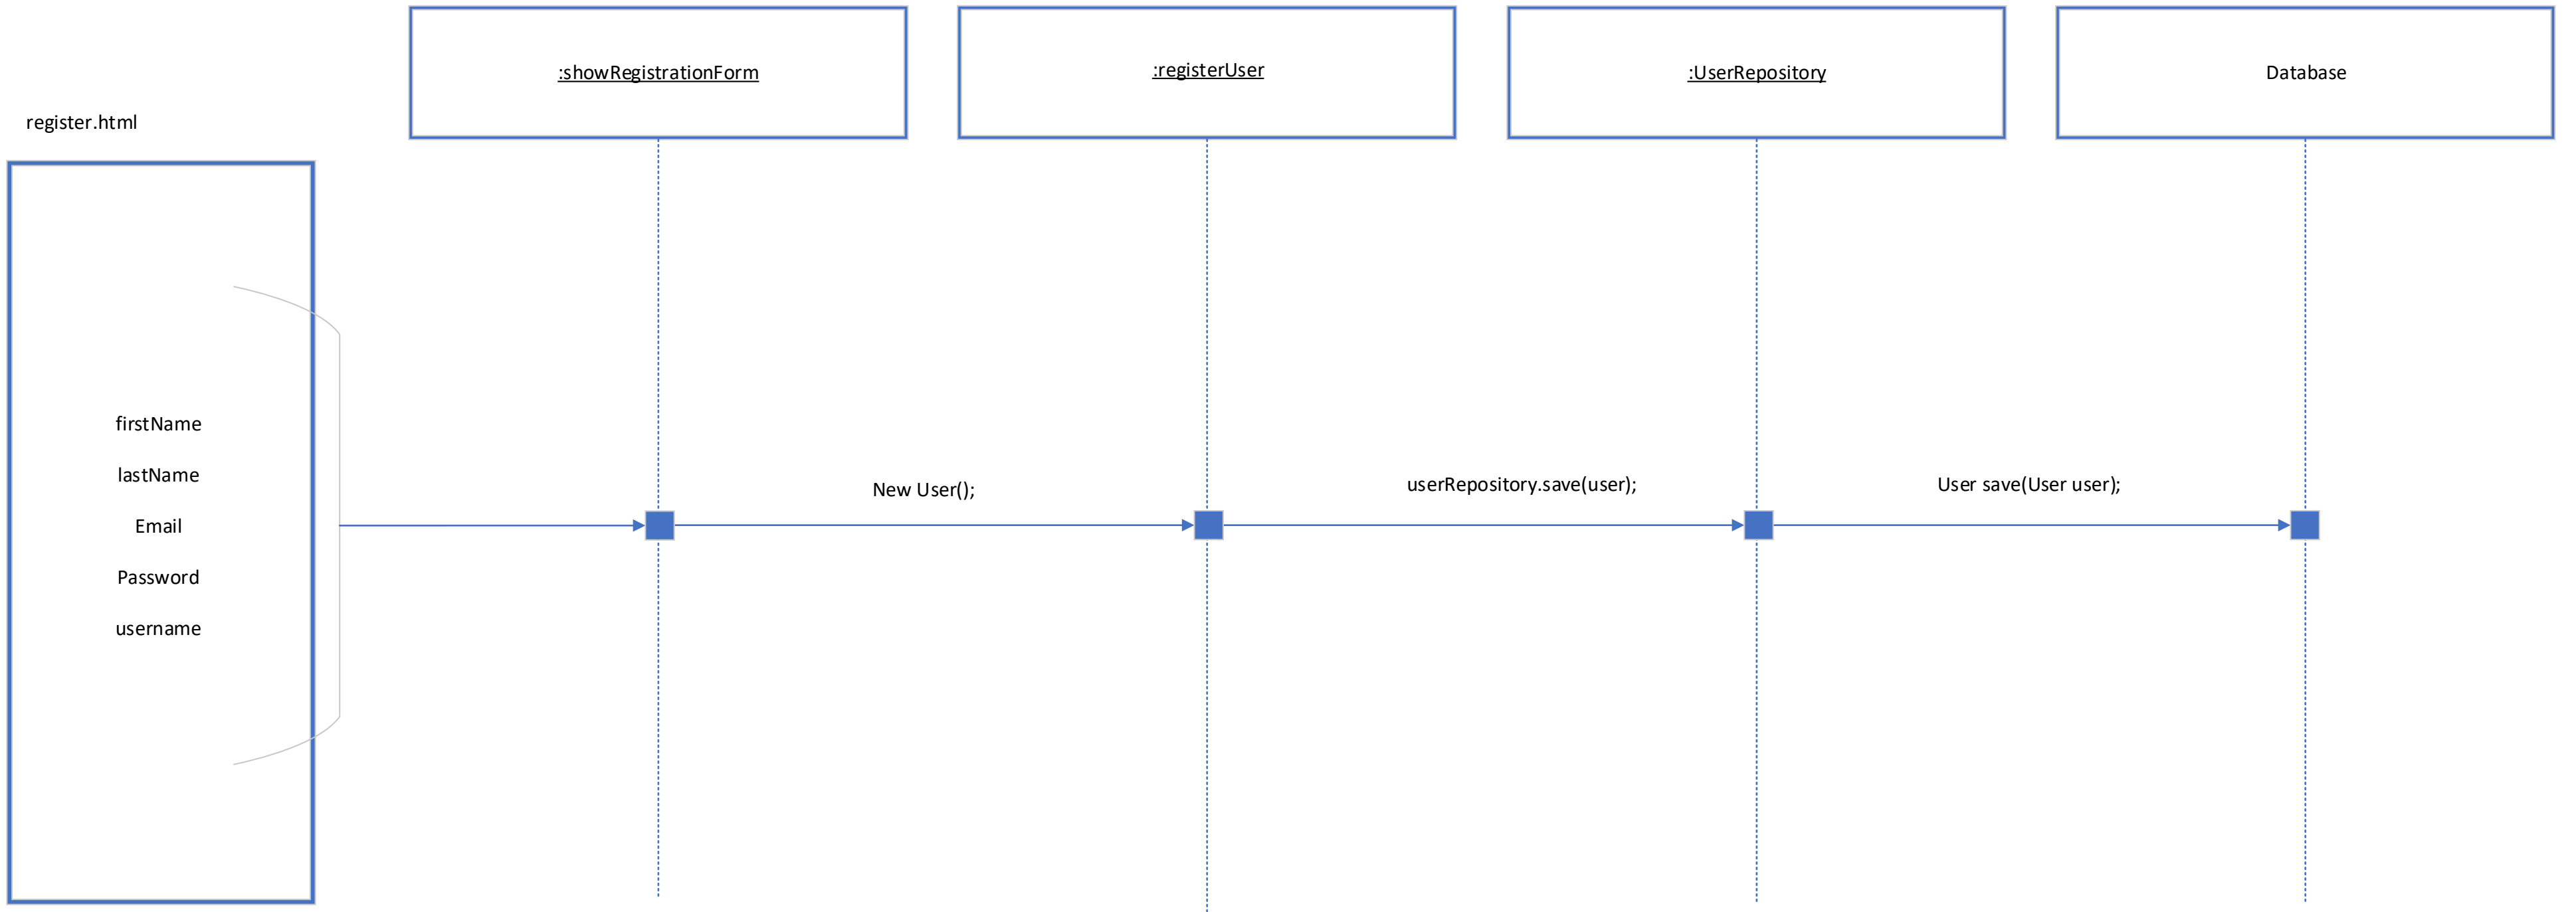 :showRegistrationForm
:registerUser
:UserRepository
Database
register.html
firstName
lastName
Email
Password
username
New User();
userRepository.save(user);
User save(User user);